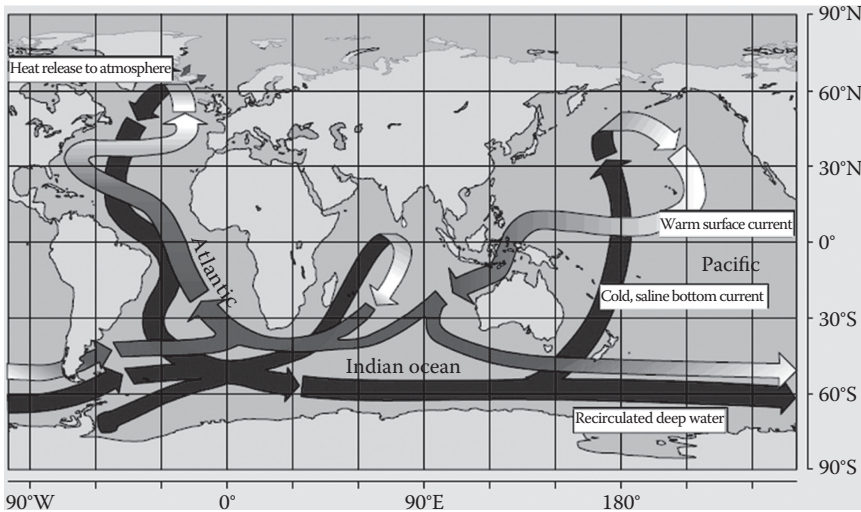 90°N
Heat release to atmosphere
60°N
30°N
Warm surface current
0°
Atlantic
Pacific
Cold, saline bottom current
30°S
Indian ocean
60°S
Recirculated deep water
90°S
90°W 0° 90°E 180°